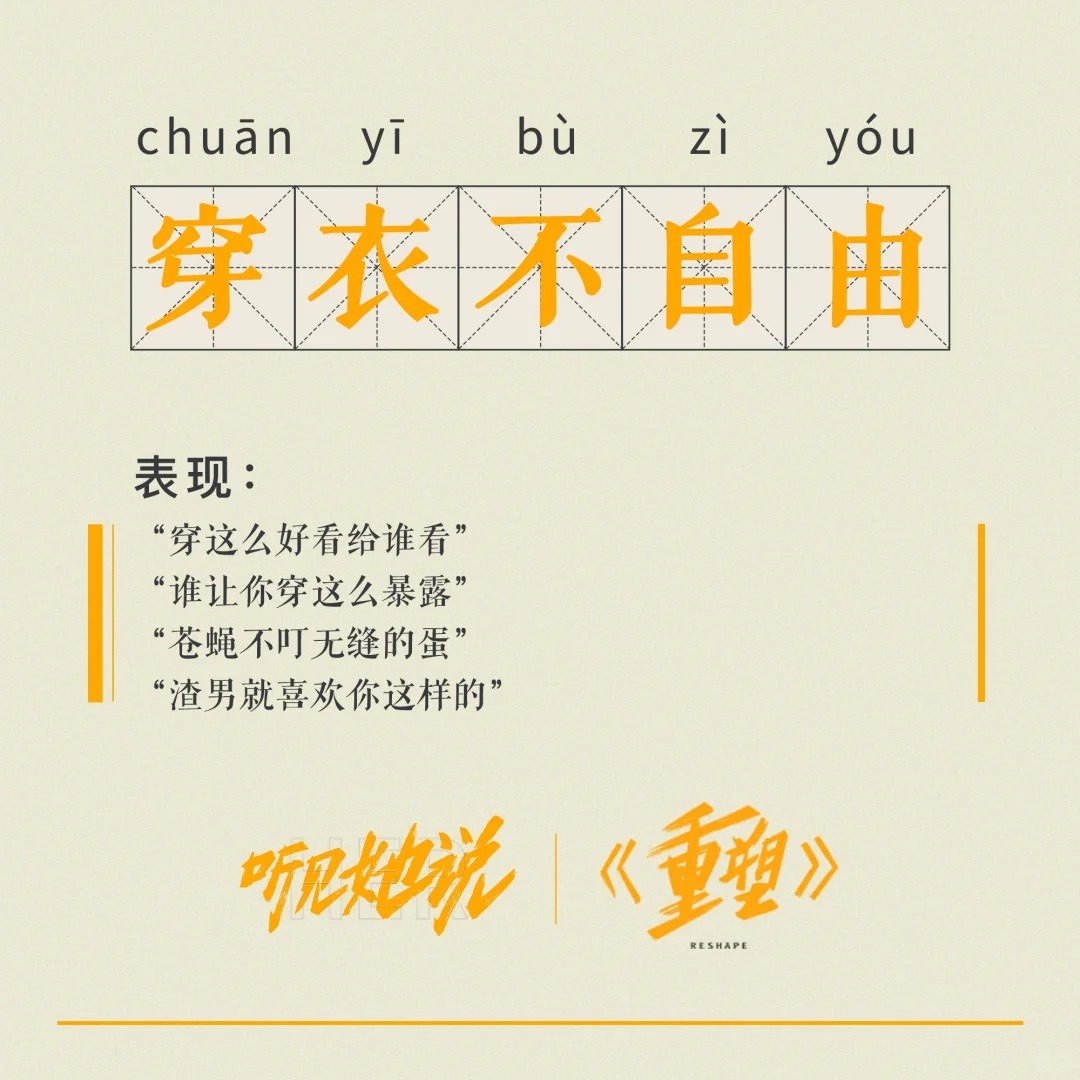 chuān yī bù zì yóu
穿衣不自由
表现：
“穿这么好看给谁看”
“谁让你穿这么暴露”
“苍蝇不叮无缝的蛋”
“渣男就喜欢你这样的”
HER
听见她说
《重塑》
RESHAPE